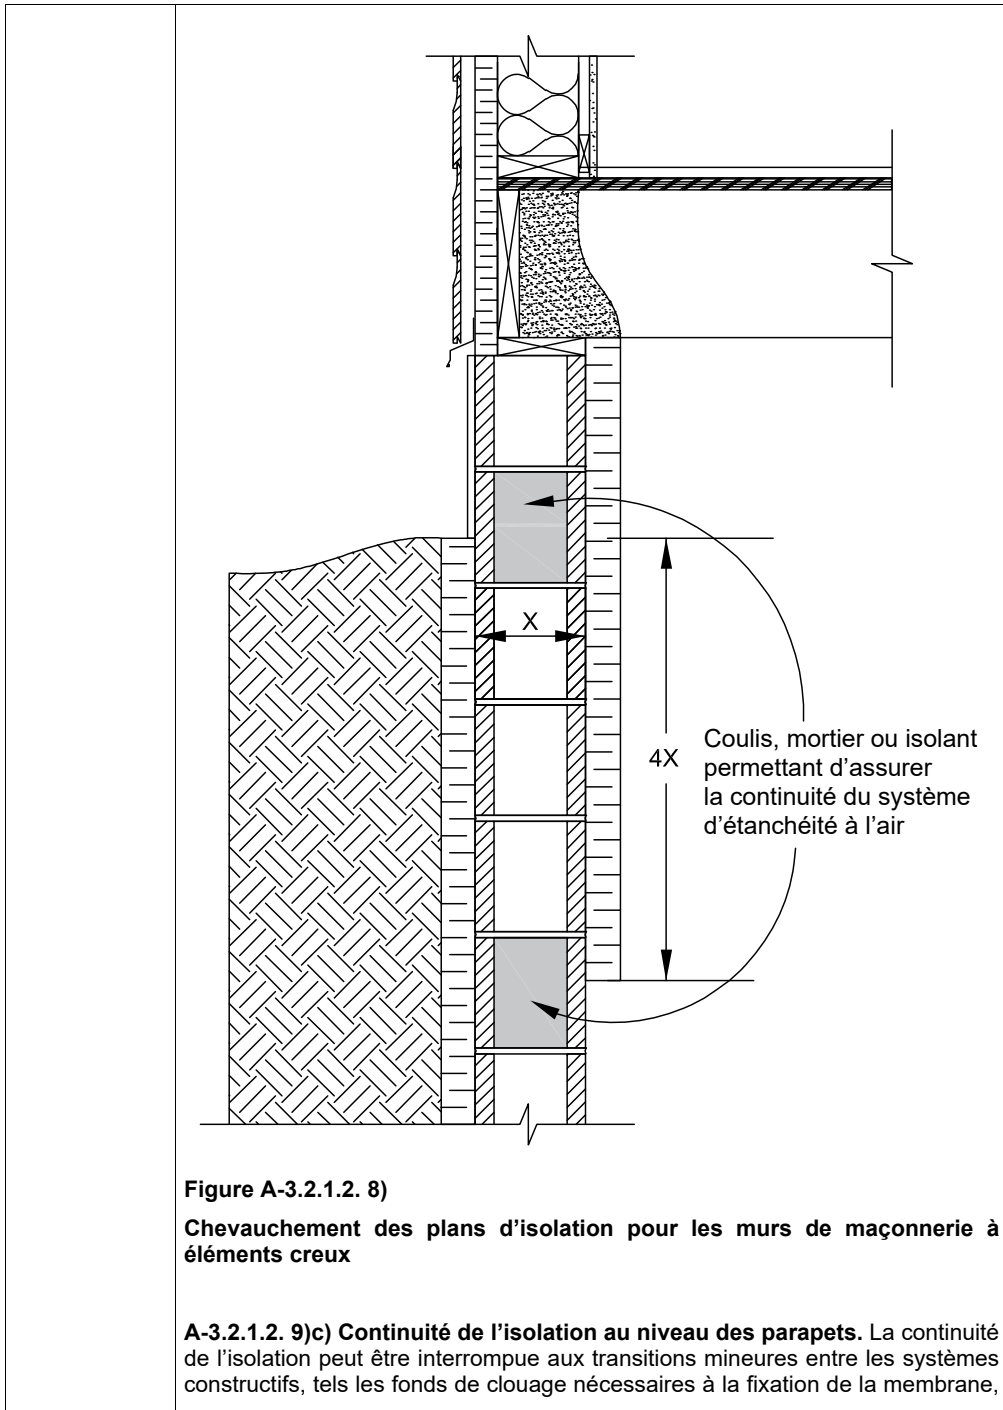 X
4X
Coulis, mortier ou isolant
permettant d’assurer
la continuité du système
d’étanchéité à l’air
Figure A-3.2.1.2. 8)
Chevauchement des plans d’isolation pour les murs de maçonnerie à
éléments creux
A-3.2.1.2. 9)c) Continuité de l’isolation au niveau des parapets. La continuité
de l’isolation peut être interrompue aux transitions mineures entre les systèmes
constructifs, tels les fonds de clouage nécessaires à la fixation de la membrane,